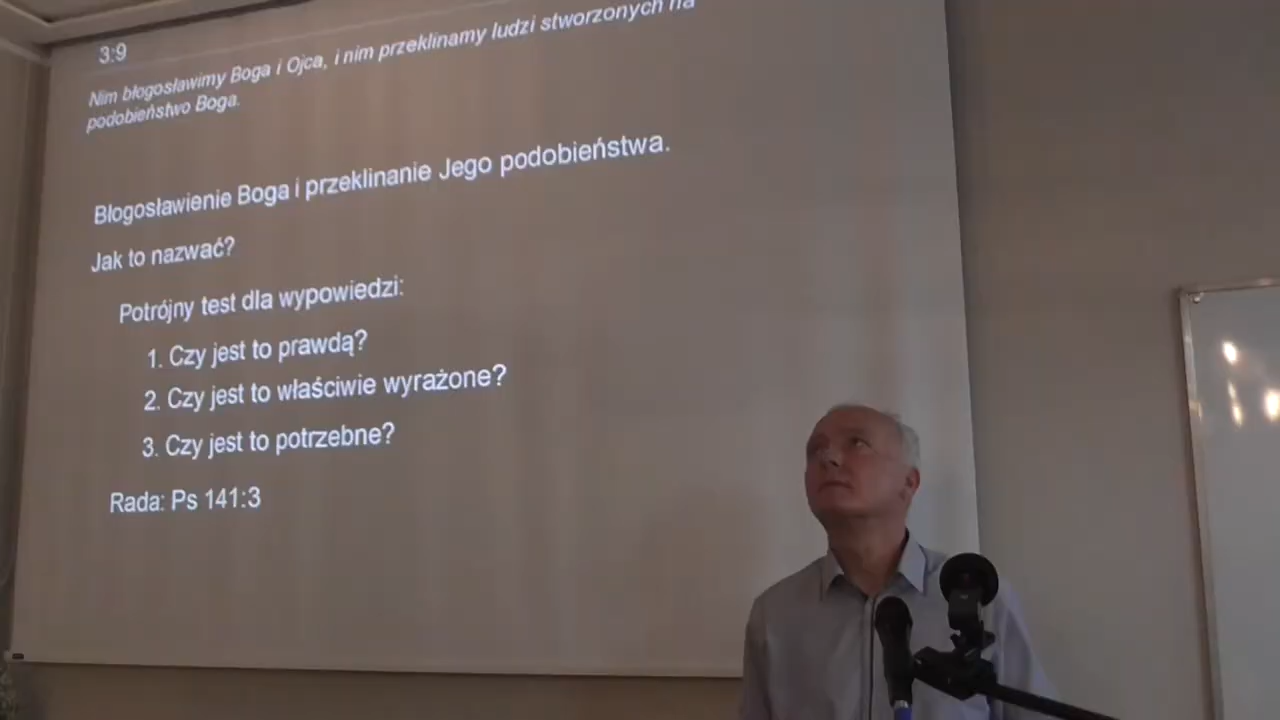 3:9
Nim błogosławimy Boga i Ojca, i nim przeklinamy ludzi stworzonych na
podobieństwo Boga.
Błogosławienie Boga i przeklinanie Jego podobieństwa.
Jak to nazwać?
Potrójny test dla wypowiedzi:
1. Czy jest to prawdą?
2. Czy jest to właściwie wyrażone?
3. Czy jest to potrzebne?
Rada: Ps 141:3